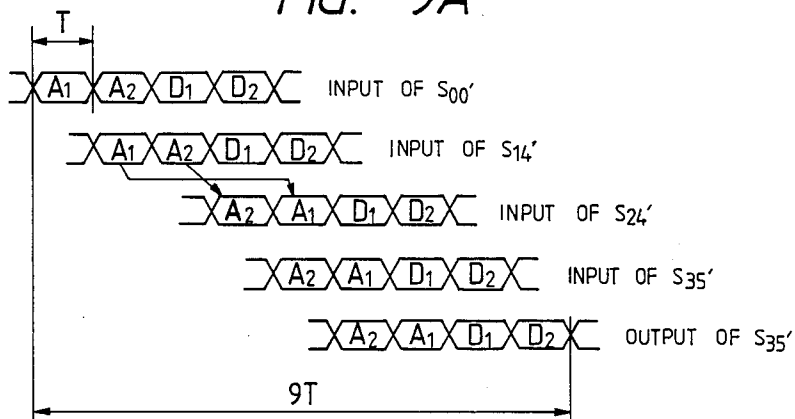 FIG. 9A
T
A1 A2 D1 D2 INPUT OF S00'
A1 A2 D1 D2 INPUT OF S14'
A2 A1 D1 D2 INPUT OF S24'
A2 A1 D1 D2 INPUT OF S35'
A2 A1 D1 D2 OUTPUT OF S35'
9T